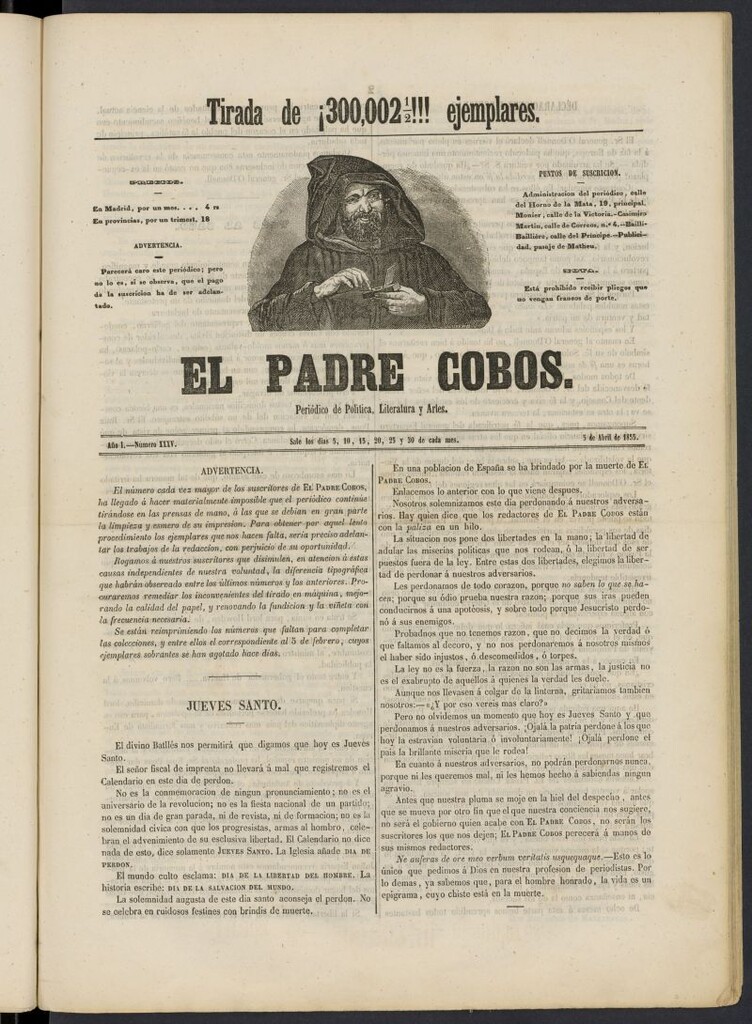 Tirada de ¡300,002½!!! ejemplares.
PRECIOS.
En Madrid, por un mes. . . . 4 rs
En provincias, por un trimest. 18
ADVERTENCIA.
Parecerá caro este periódico; pero
no lo es, si se observa, que el pago
de la suscricion ha de ser adelan-
tado.
PUNTOS DE SUSCRICION.
Administracion del periódico, calle
del Horno de la Mata, 19, principal.
Monier, calle de la Victoria.—Casimiro
Martin, calle de Correos, n.º 4.—Bailli-
Baillière, calle del Príncipe.—Publici-
dad, pasaje de Matheu.
Está prohibido recibir pliegos que
no vengan francos de porte.
EL PADRE COBOS.
Periódico de Política, Literatura y Artes.
Año I.—Número XXXV.
Sale los dias 5, 10, 15, 20, 25 y 30 de cada mes.
5 de Abril de 1855.
ADVERTENCIA.
El número cada vez mayor de los suscritores de EL PADRE COBOS,
ha llegado á hacer materialmente imposible que el periódico continúe
tirándose en las prensas de mano, á las que se debian en gran parte
la limpieza y esmero de su impresion. Para obtener por aquel lento
procedimiento los ejemplares que nos hacen falta, seria preciso adelan-
tar los trabajos de la redaccion, con perjuicio de su oportunidad.
Rogamos á nuestros suscritores que disimulen, en atencion á estas
causas independientes de nuestra voluntad, la diferencia tipográfica
que habrán observado entre los últimos números y los anteriores. Pro-
curaremos remediar los inconvenientes del tirado en máquina, mejo-
rando la calidad del papel, y renovando la fundicion y la viñeta con
la frecuencia necesaria.
Se están reimprimiendo los números que faltan para completar
las colecciones, y entre ellos el correspondiente al 5 de febrero, cuyos
ejemplares sobrantes se han agotado hace dias.
JUEVES SANTO.
El divino Batllés nos permitirá que digamos que hoy es Jueves
Santo.
El señor fiscal de imprenta no llevará á mal que registremos el
Calendario en este dia de perdon.
No es la conmemoracion de ningun pronunciamiento; no es el
aniversario de la revolucion; no es la fiesta nacional de un partido;
no es un dia de gran parada, ni de revista, ni de formacion; no es la
solemnidad cívica con que los progresistas, armas al hombro, cele-
bran el advenimiento de su esclusiva libertad. El Calendario no dice
nada de esto, dice solamente JUEVES SANTO. La Iglesia añade DIA DE
PERDON.
El mundo culto esclama: DIA DE LA LIBERTAD DEL HOMBRE. La
historia escribe: DIA DE LA SALVACION DEL MUNDO.
La solemnidad augusta de este dia santo aconseja el perdon. No
se celebra en ruidosos festines con brindis de muerte.
En una poblacion de España se ha brindado por la muerte de EL
PADRE COBOS.
Enlacemos lo anterior con lo que viene despues.
Nosotros solemnizamos este dia perdonando á nuestros adversa-
rios. Hay quien dice que los redactores de EL PADRE COBOS están
con la paliza en un hilo.
La situacion nos pone dos libertades en la mano; la libertad de
adular las miserias políticas que nos rodean, ó la libertad de ser
puestos fuera de la ley. Entre estas dos libertades, elegimos la liber-
tad de perdonar á nuestros adversarios.
Les perdonamos de todo corazon, porque no saben lo que se ha-
cen; porque su ódio prueba nuestra razon; porque sus iras pueden
conducirnos á una apoteósis, y sobre todo porque Jesucristo perdo-
nó á sus enemigos.
Probadnos que no tenemos razon, que no decimos la verdad ó
que faltamos al decoro, y no nos perdonaremos á nosotros mismos
el haber sido injustos, ó descomedidos, ó torpes.
La ley no es la fuerza, la razon no son las armas, la justicia no
es el exabrupto de aquellos á quienes la verdad les duele.
Aunque nos llevasen á colgar de la linterna, gritaríamos tambien
nosotros:—«¿Y por eso vereis mas claro?»
Pero no olvidemos un momento que hoy es Jueves Santo y que
perdonamos á nuestros adversarios. ¡Ojalá la patria perdone á los que
hoy la estravian voluntaria ó involuntariamente! ¡Ojalá perdone el
pais la brillante miseria que le rodea!
En cuanto á nuestros adversarios, no podrán perdonarnos nunca,
porque ni les queremos mal, ni les hemos hecho á sabiendas ningun
agravio.
Antes que nuestra pluma se moje en la hiel del despecho, antes
que se mueva por otro fin que el que nuestra conciencia nos sugiere,
no será el gobierno quien acabe con EL PADRE COBOS, no serán los
suscritores los que nos dejen; EL PADRE COBOS perecerá á manos de
sus mismos redactores.
Ne auferas de ore meo verbum veritatis usquequaque.—Esto es lo
único que pedimos á Dios en nuestra profesion de periodistas. Por
lo demas, ya sabemos que, para el hombre honrado, la vida es un
epígrama, cuyo chiste está en la muerte.